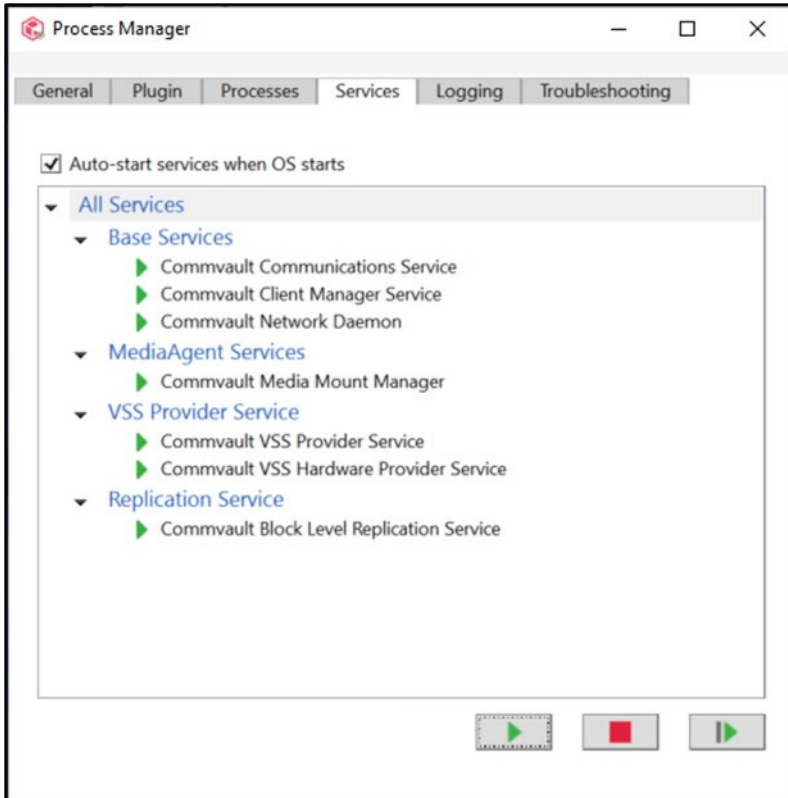 Process Manager
General Plugin Processes Services Logging Troubleshooting
Auto-start services when OS starts
All Services
Base Services
Commvault Communications Service
Commvault Client Manager Service
Commvault Network Daemon
MediaAgent Services
Commvault Media Mount Manager
VSS Provider Service
Commvault VSS Provider Service
Commvault VSS Hardware Provider Service
Replication Service
Commvault Block Level Replication Service